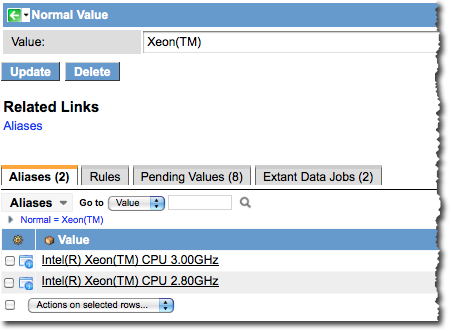 Normal Value
Value: Xeon(TM)
Update Delete
Related Links
Aliases
Aliases (2) Rules Pending Values (8) Extant Data Jobs (2)
Aliases Go to Value
Normal = Xeon(TM)
Value
Intel(R) Xeon(TM) CPU 3.00GHz
Intel(R) Xeon(TM) CPU 2.80GHz
Actions on selected rows...